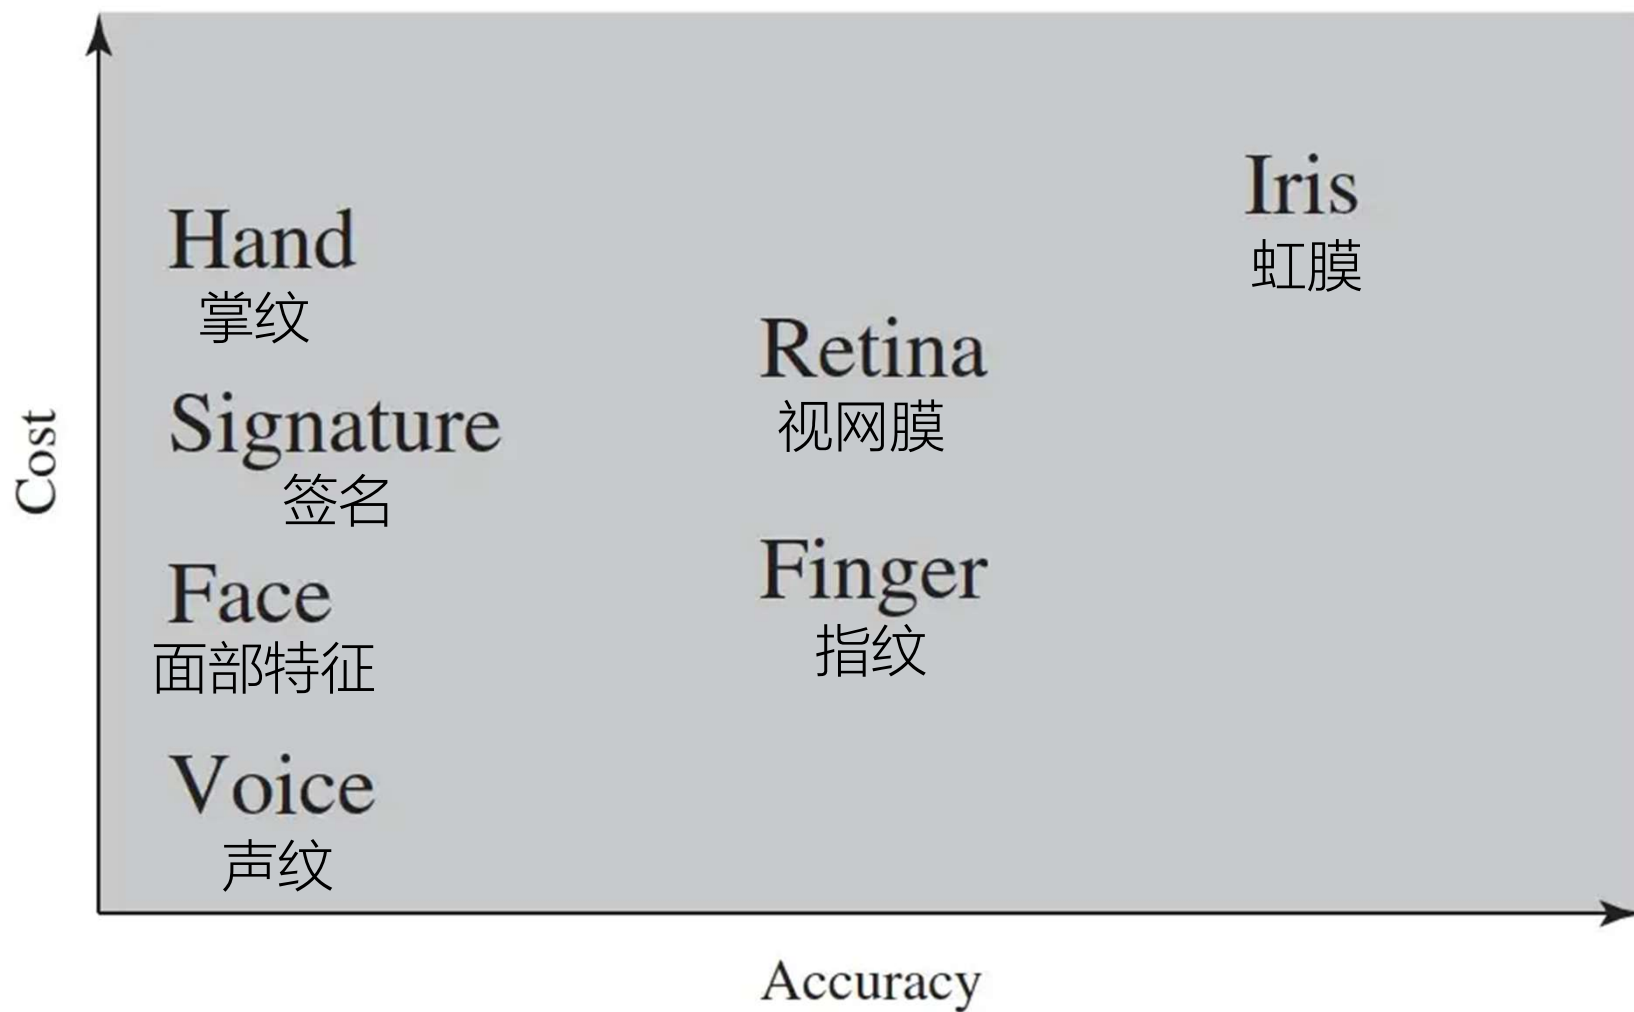 Iris
虹膜
Hand
掌纹
Retina
视网膜
Signature
签名
Cost
Finger
指纹
Face
面部特征
Voice
声纹
Accuracy